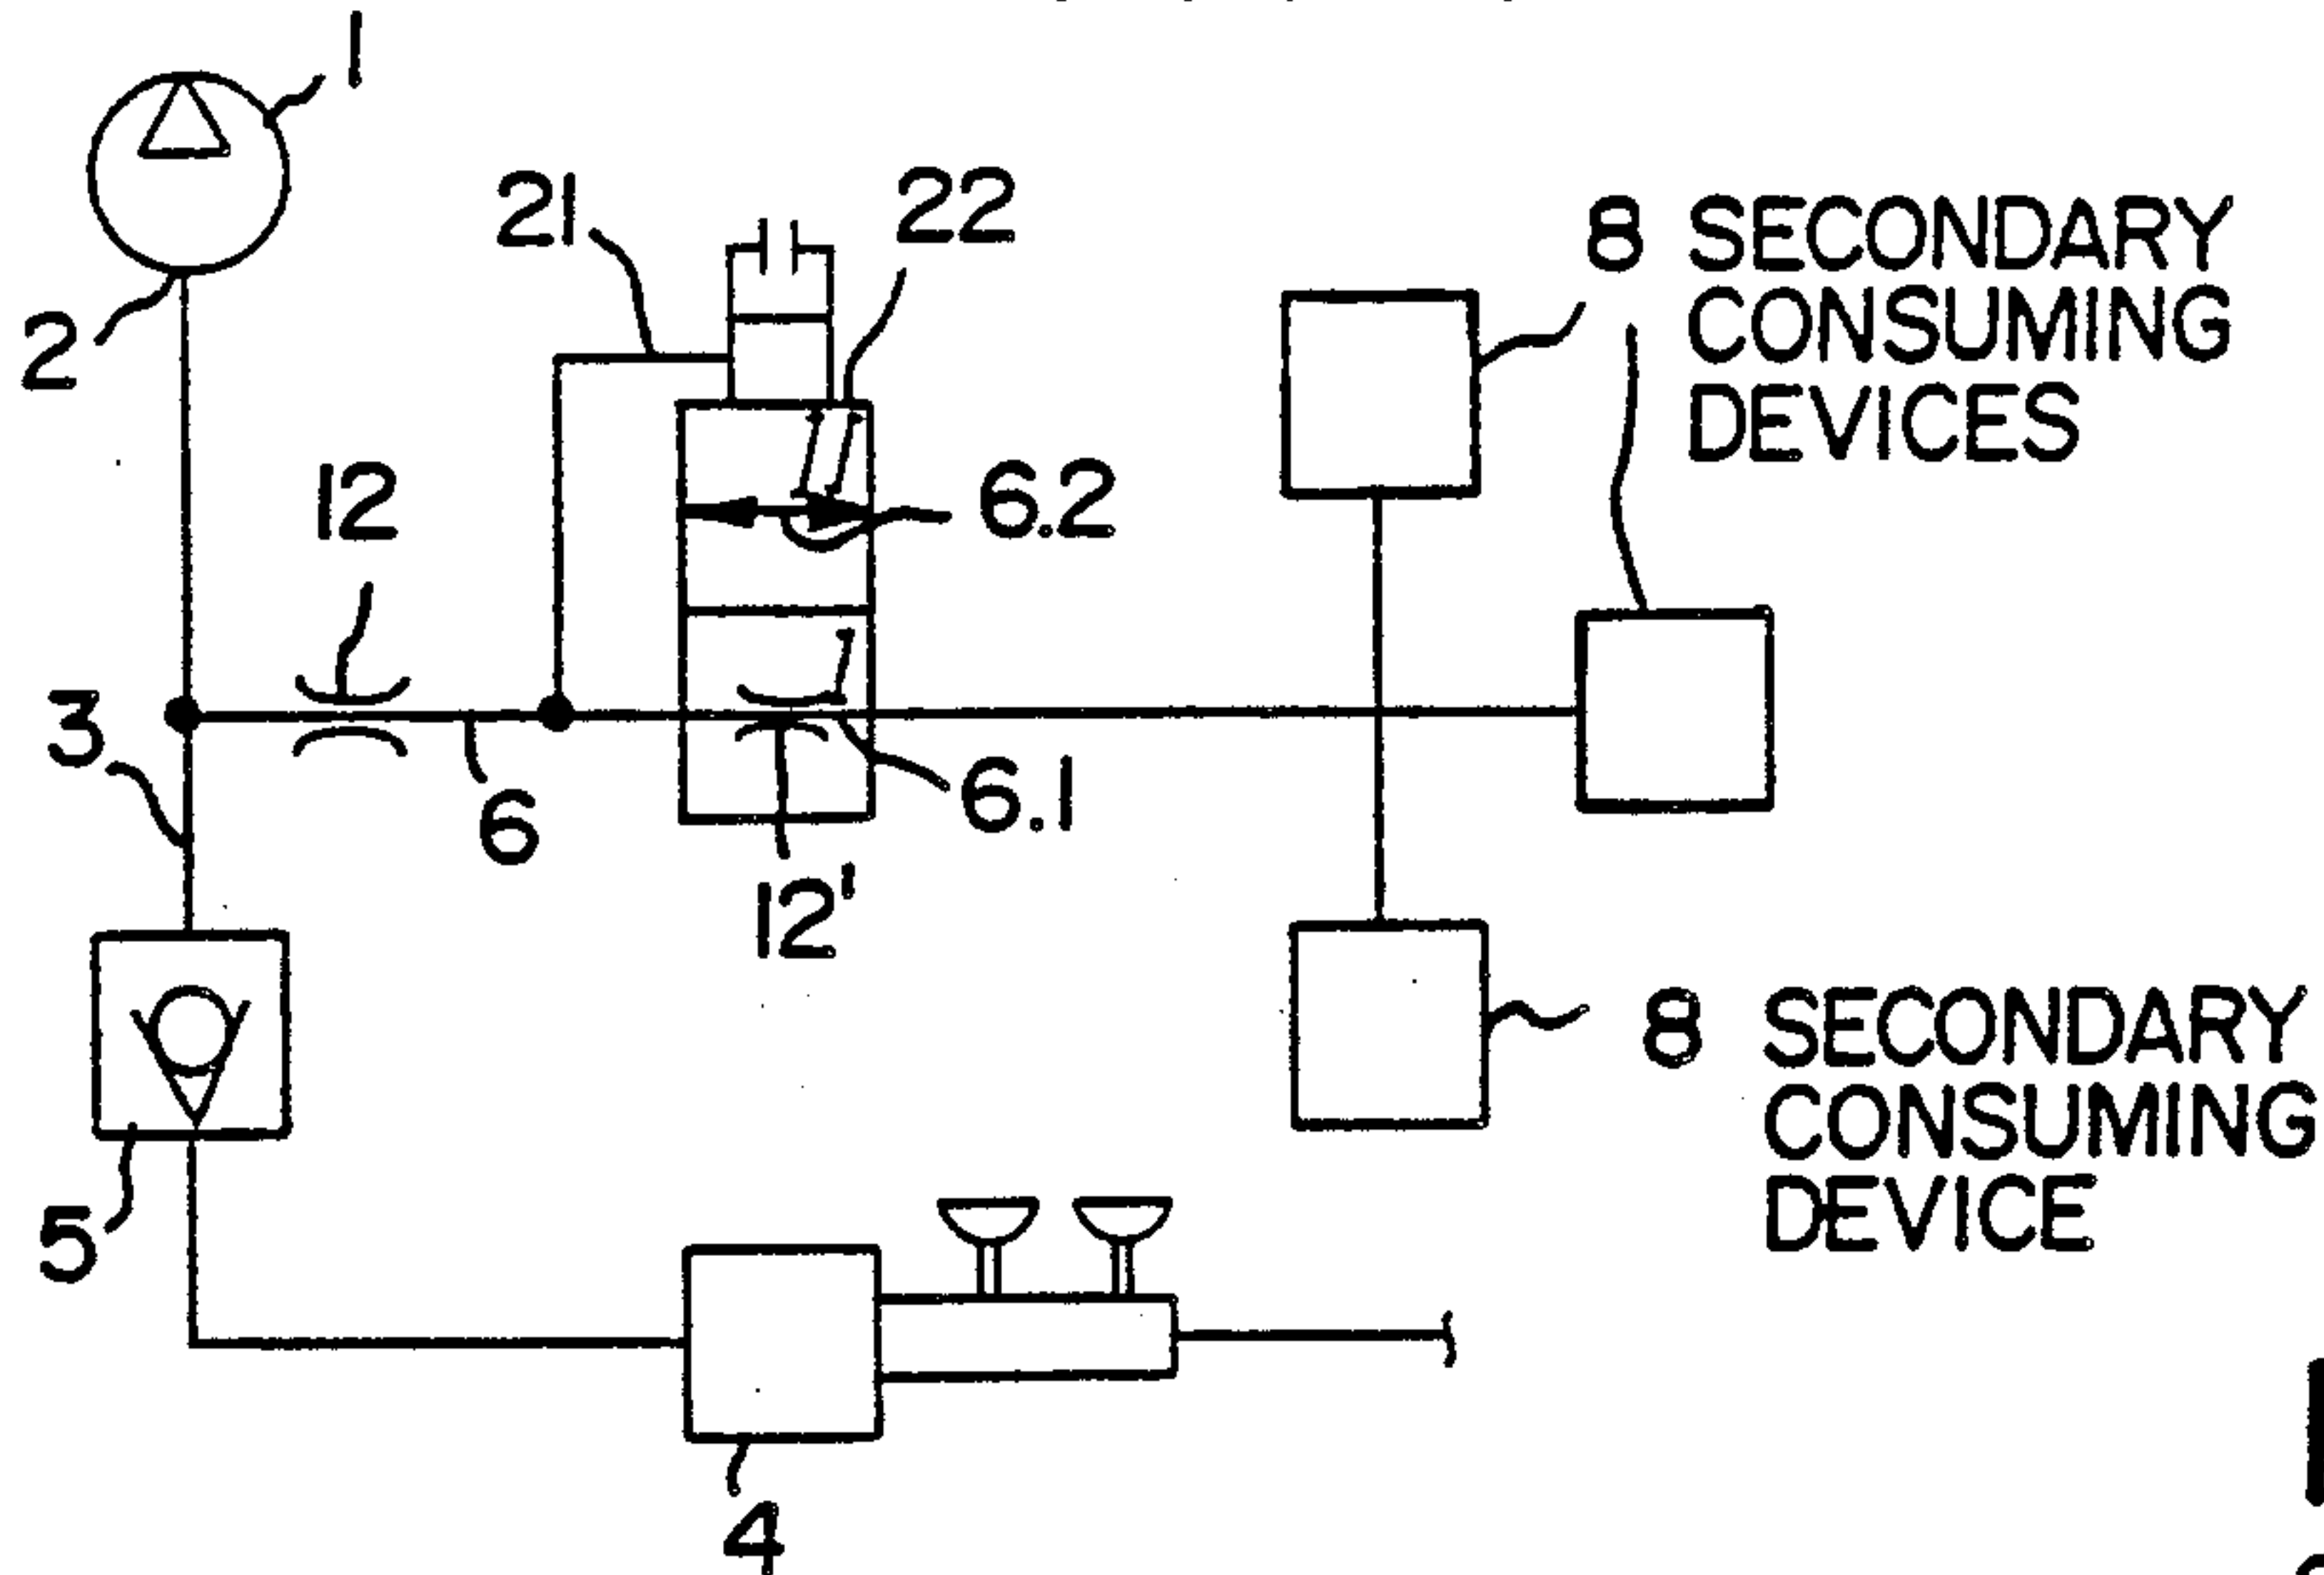 1
2
21
22
8 SECONDARY
CONSUMING
DEVICES
12
6.2
3
6
6.1
12'
8 SECONDARY
CONSUMING
DEVICE
5
4